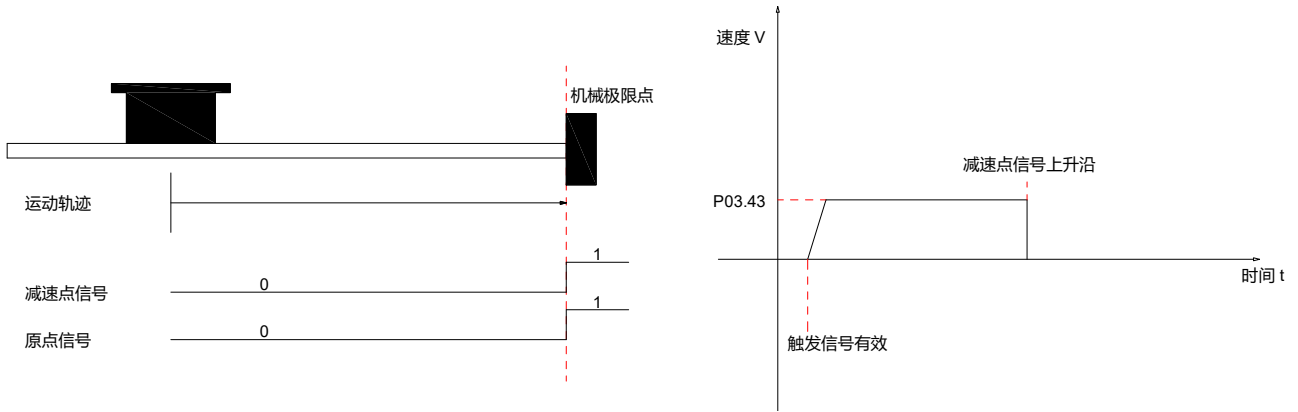 机械极限点
运动轨迹
减速点信号
0
1
原点信号
0
1
速度 V
减速点信号上升沿
P03.43
时间 t
触发信号有效